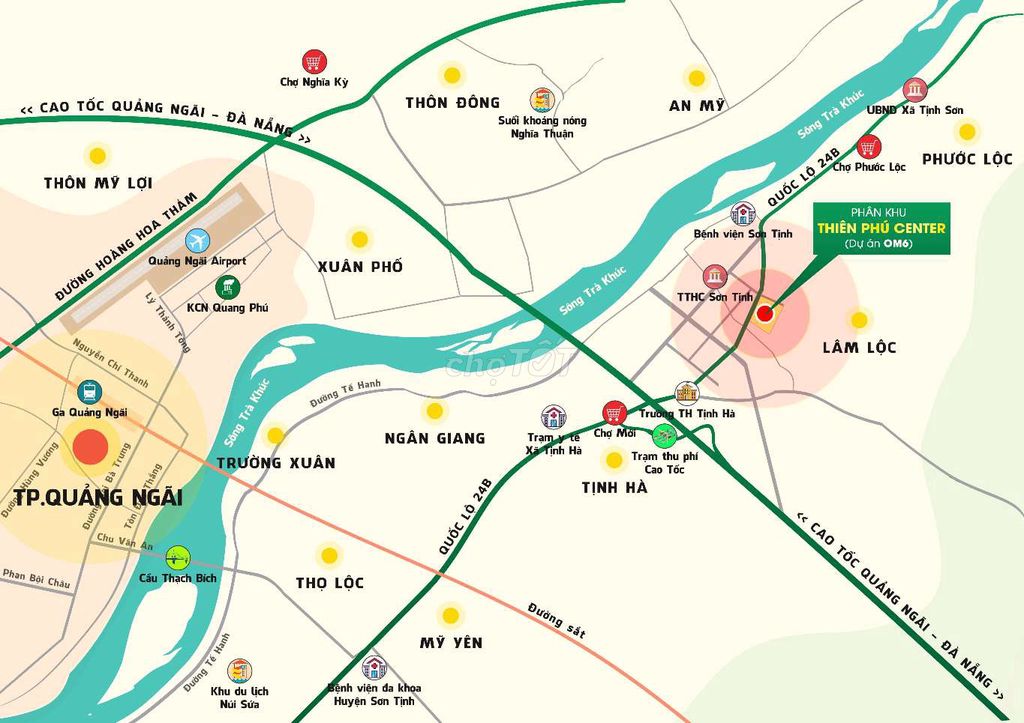 Chợ Nghĩa Kỳ
THÔN ĐÔNG
Suối khoáng nóng
Nghĩa Thuận
AN MỸ
Sông Trà Khúc
UBND Xã Tịnh Sơn
<< CAO TỐC QUẢNG NGÃI - ĐÀ NẴNG >>
THÔN MỸ LỢI
QUỐC LỘ 24B
Chợ Phước Lộc
PHƯỚC LỘC
ĐƯỜNG HOÀNG HOA THÁM
Quảng Ngãi Airport
KCN Quang Phú
Lý Thánh Tông
XUÂN PHỔ
Bệnh viện Sơn Tịnh
PHÂN KHU
THIÊN PHÚ CENTER
(Dự án OM6)
Sông Trà Khúc
TTHC Sơn Tịnh
LÂM LỘC
chợTỐT
Nguyễn Chí Thanh
Ga Quảng Ngãi
Đường Tế Hanh
Sông Trà Khúc
NGÂN GIANG
Trạm y tế
Xã Tịnh Hà
Chợ Mới
Trường TH Tịnh Hà
Trạm thu phí
Cao Tốc
TRƯỜNG XUÂN
TỊNH HÀ
Đường Hùng Vương
TP.QUẢNG NGÃI
QUỐC LỘ 24B
Chu Văn An
Phan Bội Châu
Cầu Thạch Bích
THỌ LỘC
<< CAO TỐC QUẢNG NGÃI - ĐÀ NẴNG >>
Đường sắt
MỸ YÊN
Đường Tế Hanh
Khu du lịch
Núi Sứa
Bệnh viện đa khoa
Huyện Sơn Tịnh